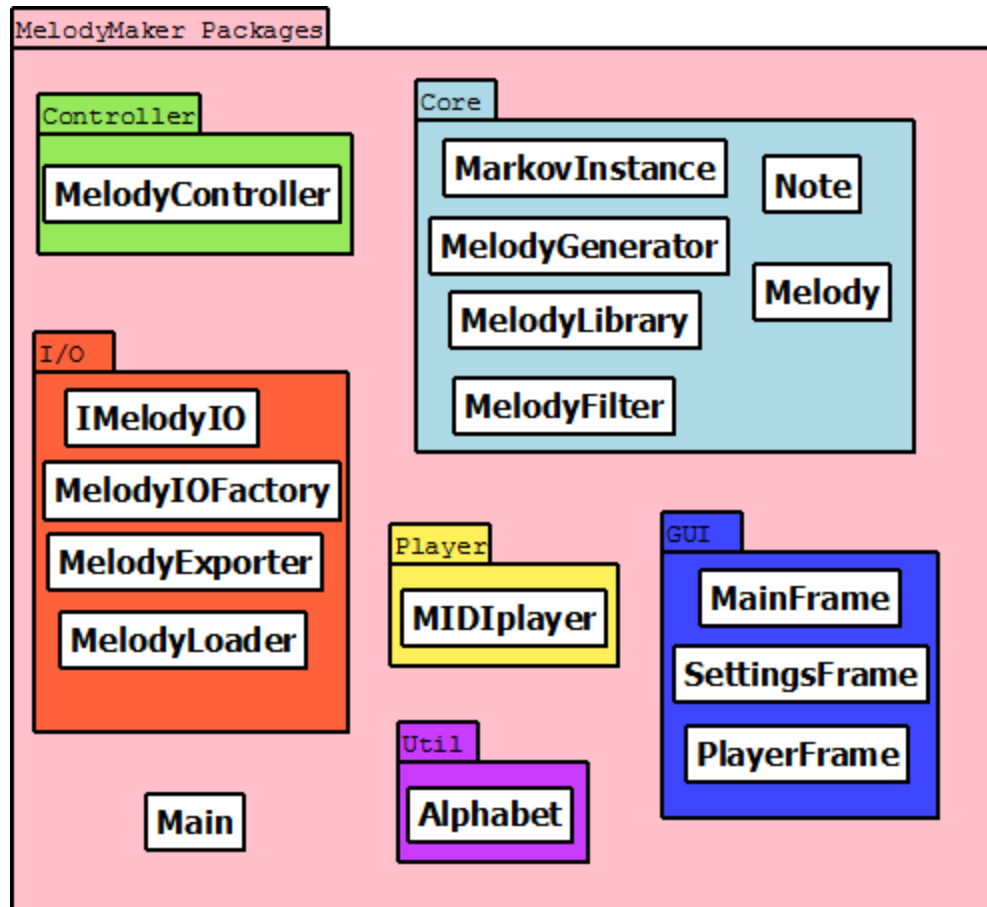 MelodyMaker Packages
Controller
MelodyController
Core
MarkovInstance
Note
MelodyGenerator
Melody
MelodyLibrary
MelodyFilter
I/O
IMelodyIO
MelodyIOFactory
MelodyExporter
MelodyLoader
Player
MIDIplayer
GUI
MainFrame
SettingsFrame
PlayerFrame
Util
Alphabet
Main